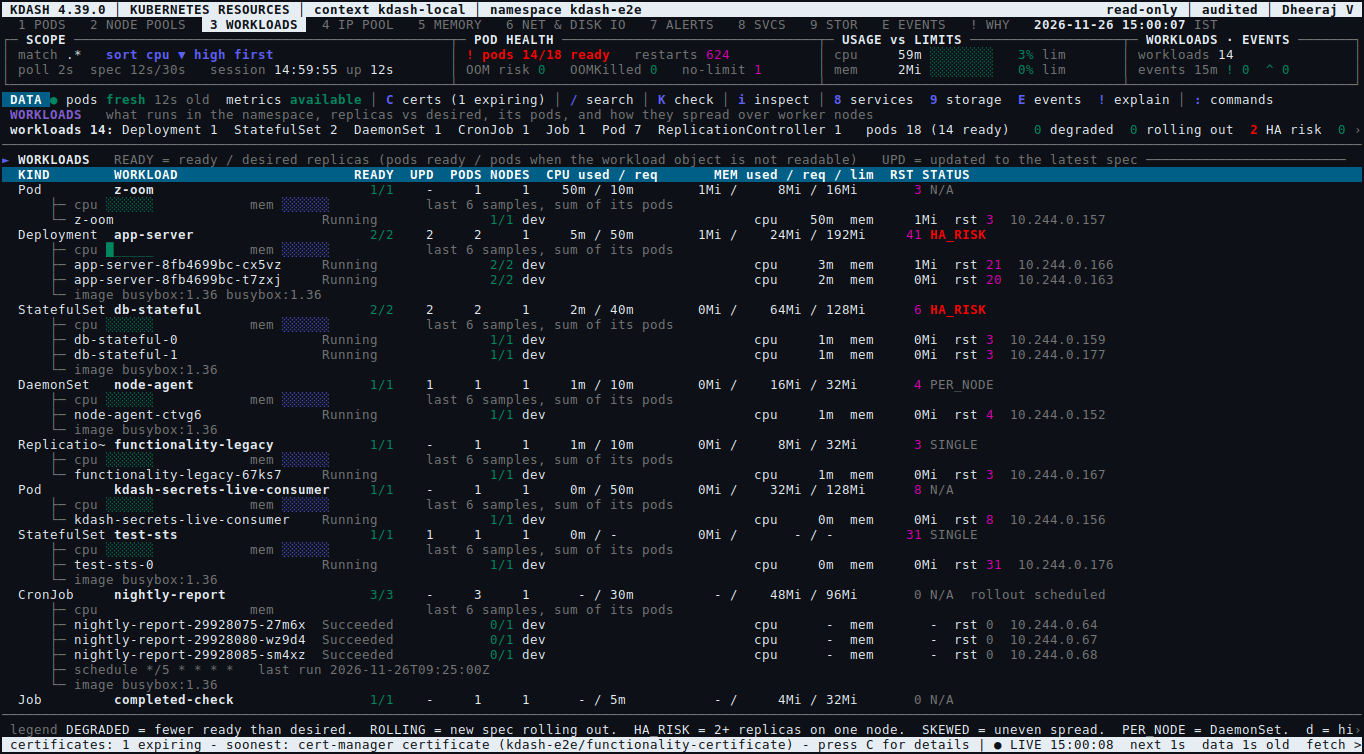 KDASH 4.39.0 │ KUBERNETES RESOURCES │ context kdash-local │ namespace kdash-e2e read-only │ audited │ Dheeraj V
1 PODS 2 NODE POOLS 3 WORKLOADS 4 IP POOL 5 MEMORY 6 NET & DISK IO 7 ALERTS 8 SVCS 9 STOR E EVENTS ! WHY 2026-11-26 15:00:07 IST
SCOPE POD HEALTH USAGE vs LIMITS WORKLOADS · EVENTS
match .* sort cpu ▼ high first ! pods 14/18 ready restarts 624 cpu 59m 3% lim workloads 14
poll 2s spec 12s/30s session 14:59:55 up 12s OOM risk 0 OOMKilled 0 no-limit 1 mem 2Mi 0% lim events 15m ! 0 ^ 0
DATA ● pods fresh 12s old metrics available │ C certs (1 expiring) │ / search │ K check │ i inspect │ 8 services 9 storage E events ! explain │ : commands
WORKLOADS what runs in the namespace, replicas vs desired, its pods, and how they spread over worker nodes
workloads 14: Deployment 1 StatefulSet 2 DaemonSet 1 CronJob 1 Job 1 Pod 7 ReplicationController 1 pods 18 (14 ready) 0 degraded 0 rolling out 2 HA risk 0 ›
► WORKLOADS READY = ready / desired replicas (pods ready / pods when the workload object is not readable) UPD = updated to the latest spec
KIND WORKLOAD READY UPD PODS NODES CPU used / req MEM used / req / lim RST STATUS
Pod z-oom 1/1 - 1 1 50m / 10m 1Mi / 8Mi / 16Mi 3 N/A
├─ cpu mem last 6 samples, sum of its pods
└─ z-oom Running 1/1 dev cpu 50m mem 1Mi rst 3 10.244.0.157
Deployment app-server 2/2 2 2 1 5m / 50m 1Mi / 24Mi / 192Mi 41 HA_RISK
├─ cpu mem last 6 samples, sum of its pods
├─ app-server-8fb4699bc-cx5vz Running 2/2 dev cpu 3m mem 1Mi rst 21 10.244.0.166
├─ app-server-8fb4699bc-t7zxj Running 2/2 dev cpu 2m mem 0Mi rst 20 10.244.0.163
└─ image busybox:1.36 busybox:1.36
StatefulSet db-stateful 2/2 2 2 1 2m / 40m 0Mi / 64Mi / 128Mi 6 HA_RISK
├─ cpu mem last 6 samples, sum of its pods
├─ db-stateful-0 Running 1/1 dev cpu 1m mem 0Mi rst 3 10.244.0.159
├─ db-stateful-1 Running 1/1 dev cpu 1m mem 0Mi rst 3 10.244.0.177
└─ image busybox:1.36
DaemonSet node-agent 1/1 1 1 1 1m / 10m 0Mi / 16Mi / 32Mi 4 PER_NODE
├─ cpu mem last 6 samples, sum of its pods
├─ node-agent-ctvg6 Running 1/1 dev cpu 1m mem 0Mi rst 4 10.244.0.152
└─ image busybox:1.36
Replicatio~ functionality-legacy 1/1 - 1 1 1m / 10m 0Mi / 8Mi / 32Mi 3 SINGLE
├─ cpu mem last 6 samples, sum of its pods
└─ functionality-legacy-67ks7 Running 1/1 dev cpu 1m mem 0Mi rst 3 10.244.0.167
Pod kdash-secrets-live-consumer 1/1 - 1 1 0m / 50m 0Mi / 32Mi / 128Mi 8 N/A
├─ cpu mem last 6 samples, sum of its pods
└─ kdash-secrets-live-consumer Running 1/1 dev cpu 0m mem 0Mi rst 8 10.244.0.156
StatefulSet test-sts 1/1 1 1 1 0m / - 0Mi / - / - 31 SINGLE
├─ cpu mem last 6 samples, sum of its pods
├─ test-sts-0 Running 1/1 dev cpu 0m mem 0Mi rst 31 10.244.0.176
└─ image busybox:1.36
CronJob nightly-report 3/3 - 3 1 - / 30m - / 48Mi / 96Mi 0 N/A rollout scheduled
├─ cpu mem last 6 samples, sum of its pods
├─ nightly-report-29928075-27m6x Succeeded 0/1 dev cpu - mem - rst 0 10.244.0.64
├─ nightly-report-29928080-wz9d4 Succeeded 0/1 dev cpu - mem - rst 0 10.244.0.67
├─ nightly-report-29928085-sm4xz Succeeded 0/1 dev cpu - mem - rst 0 10.244.0.68
├─ schedule */5 * * * * last run 2026-11-26T09:25:00Z
└─ image busybox:1.36
Job completed-check 1/1 - 1 1 - / 5m - / 4Mi / 32Mi 0 N/A
legend DEGRADED = fewer ready than desired. ROLLING = new spec rolling out. HA_RISK = 2+ replicas on one node. SKEWED = uneven spread. PER_NODE = DaemonSet. d = hi›
certificates: 1 expiring - soonest: cert-manager certificate (kdash-e2e/functionality-certificate) - press C for details | ● LIVE 15:00:08 next 1s data 1s old fetch >